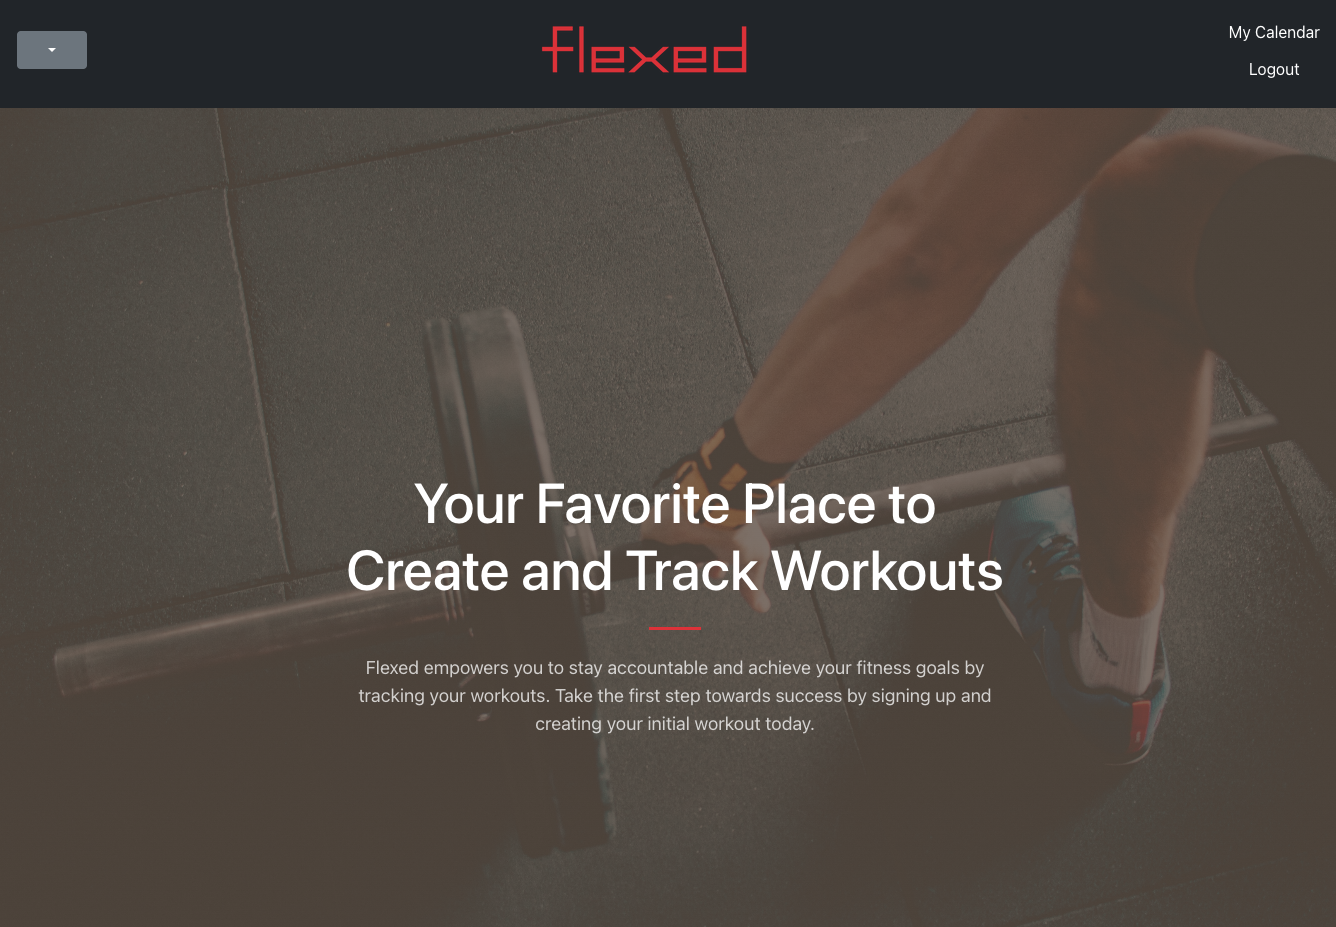 flexed
My Calendar
Logout
Your Favorite Place to
Create and Track Workouts
Flexed empowers you to stay accountable and achieve your fitness goals by
tracking your workouts. Take the first step towards success by signing up and
creating your initial workout today.